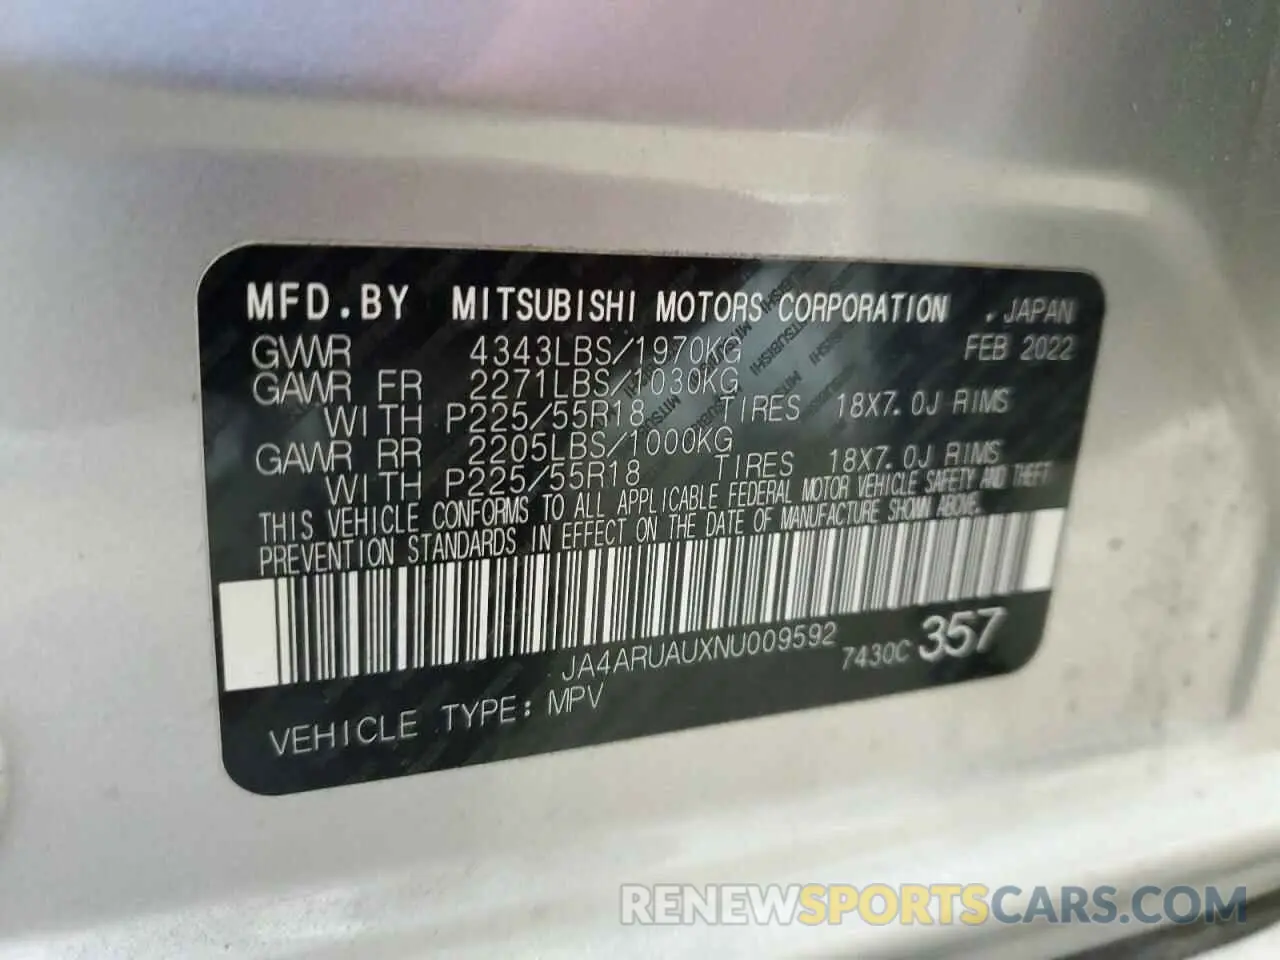 MFD.BY MITSUBISHI MOTORS CORPORATION .JAPAN
GVWR 4343LBS/1970KG FEB 2022
GAWR FR 2271LBS/1030KG
WITH P225/55R18 TIRES 18X7.0J RIMS
GAWR RR 2205LBS/1000KG
WITH P225/55R18 TIRES 18X7.0J RIMS
THIS VEHICLE CONFORMS TO ALL APPLICABLE FEDERAL MOTOR VEHICLE SAFETY AND THEFT
PREVENTION STANDARDS IN EFFECT ON THE DATE OF MANUFACTURE SHOWN ABOVE.
JA4ARUAUXNU009592 7430C 357
VEHICLE TYPE: MPV
RENEWSPORTSCARS.COM